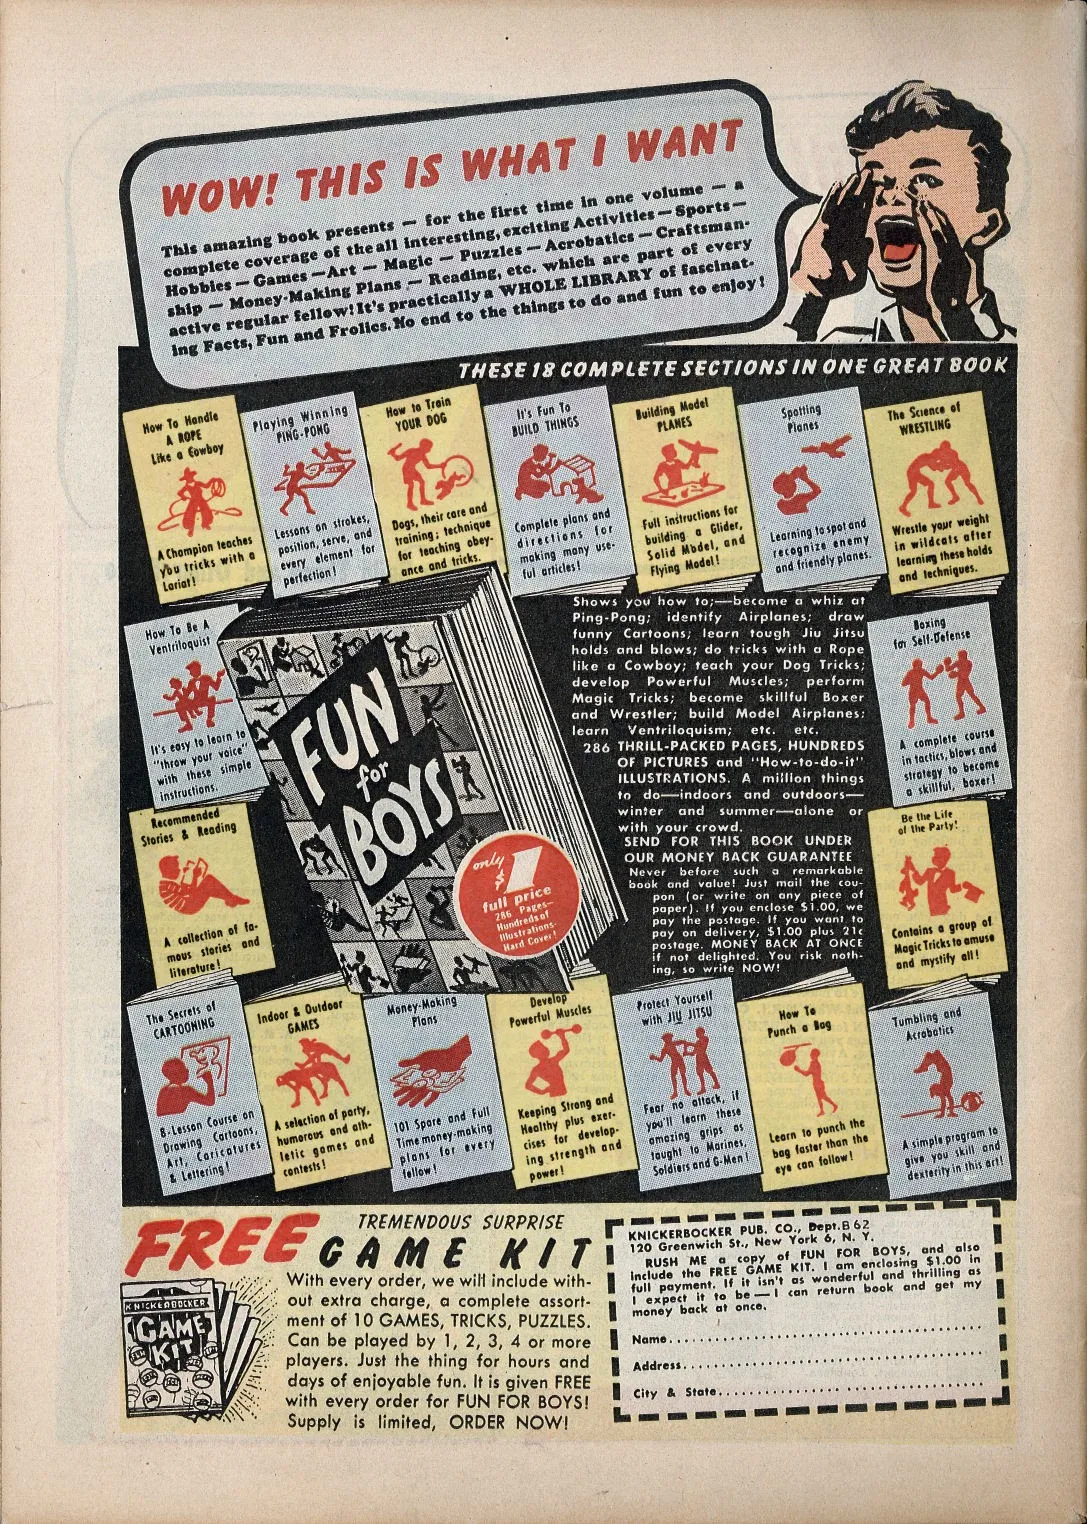 WOW! THIS IS WHAT I WANT
This amazing book presents — for the first time in one volume — a
complete coverage of the all interesting, exciting Activities — Sports —
Hobbies — Games — Art — Magic — Puzzles — Acrobatics — Craftsman-
ship — Money-Making Plans — Reading, etc. which are part of every
active regular fellow! It's practically a WHOLE LIBRARY of fascinat-
ing Facts, Fun and Frolics. No end to the things to do and fun to enjoy!
THESE 18 COMPLETE SECTIONS IN ONE GREAT BOOK
How To Handle
A ROPE
Like a Cowboy
A Champion teaches
you tricks with a
Lariat!
Playing Winning
PING-PONG
Lessons on strokes,
position, serve, and
every element for
perfection!
How to Train
YOUR DOG
Dogs, their care and
training; technique
for teaching obey-
ance and tricks.
It's Fun To
BUILD THINGS
Complete plans and
directions for
making many use-
ful articles!
Building Model
PLANES
Full instructions for
building a Glider,
Solid Model, and
Flying Model!
Spotting
Planes
Learning to spot and
recognize enemy
and friendly planes.
The Science of
WRESTLING
Wrestle your weight
in wildcats after
learning these holds
and techniques.
How To Be A
Ventriloquist
It's easy to learn to
"throw your voice"
with these simple
instructions.
FUN
for
BOYS
only
$1
full price
286 Pages—
Hundreds of
Illustrations—
Hard Cover!
Shows you how to;—become a whiz at
Ping-Pong; identify Airplanes; draw
funny Cartoons; learn tough Jiu Jitsu
holds and blows; do tricks with a Rope
like a Cowboy; teach your Dog Tricks;
develop Powerful Muscles; perform
Magic Tricks; become skillful Boxer
and Wrestler; build Model Airplanes;
learn Ventriloquism; etc. etc.
286 THRILL-PACKED PAGES, HUNDREDS
OF PICTURES and "How-to-do-it"
ILLUSTRATIONS. A million things
to do—indoors and outdoors—
winter and summer—alone or
with your crowd.
SEND FOR THIS BOOK UNDER
OUR MONEY BACK GUARANTEE
Never before such a remarkable
book and value! Just mail the cou-
pon (or write on any piece of
paper). If you enclose $1.00, we
pay the postage. If you want to
pay on delivery, $1.00 plus 21c
postage. MONEY BACK AT ONCE
if not delighted. You risk noth-
ing, so write NOW!
Boxing
for Self-Defense
A complete course
in tactics, blows and
strategy to become
a skillful, boxer!
Recommended
Stories & Reading
A collection of fa-
mous stories and
literature!
Be the Life
of the Party!
Contains a group of
Magic Tricks to amuse
and mystify all!
The Secrets of
CARTOONING
8-Lesson Course on
Drawing Cartoons,
Art, Caricatures
& Lettering!
Indoor & Outdoor
GAMES
A selection of party,
humorous and ath-
letic games and
contests!
Money-Making
Plans
101 Spare and Full
Time money-making
plans for every
fellow!
Develop
Powerful Muscles
Keeping Strong and
Healthy plus exer-
cises for develop-
ing strength and
power!
Protect Yourself
with JIU JITSU
Fear no attack, if
you'll learn these
amazing grips as
taught to Marines,
Soldiers and G-Men!
How To
Punch a Bag
Learn to punch the
bag faster than the
eye can follow!
Tumbling and
Acrobatics
A simple program to
give you skill and
dexterity in this art!
FREE TREMENDOUS SURPRISE
GAME KIT
KNICKERBOCKER
GAME
KIT
With every order, we will include with-
out extra charge, a complete assort-
ment of 10 GAMES, TRICKS, PUZZLES.
Can be played by 1, 2, 3, 4 or more
players. Just the thing for hours and
days of enjoyable fun. It is given FREE
with every order for FUN FOR BOYS!
Supply is limited, ORDER NOW!
KNICKERBOCKER PUB. CO., Dept. B 62
120 Greenwich St., New York 6, N. Y.
RUSH ME a copy of FUN FOR BOYS, and also
include the FREE GAME KIT. I am enclosing $1.00 in
full payment. If it isn't as wonderful and thrilling as
I expect it to be — I can return book and get my
money back at once.
Name
Address
City & State